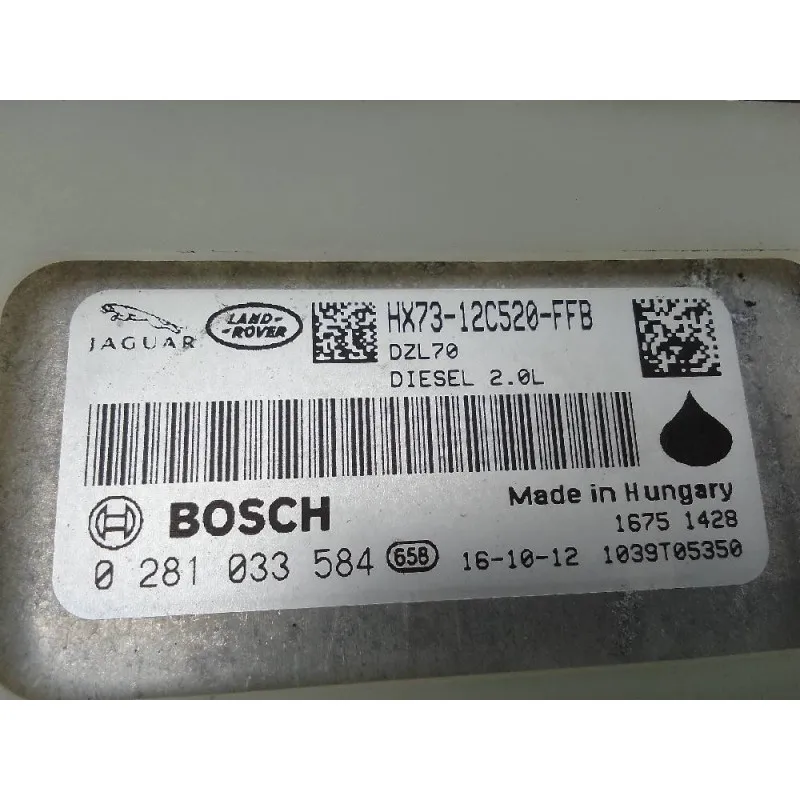 JAGUAR
LAND-
-ROVER
HX73-12C520-FFB
DZL70
DIESEL 2.0L
BOSCH
Made in Hungary
1675 1428
0 281 033 584 658 16-10-12 1039T05350